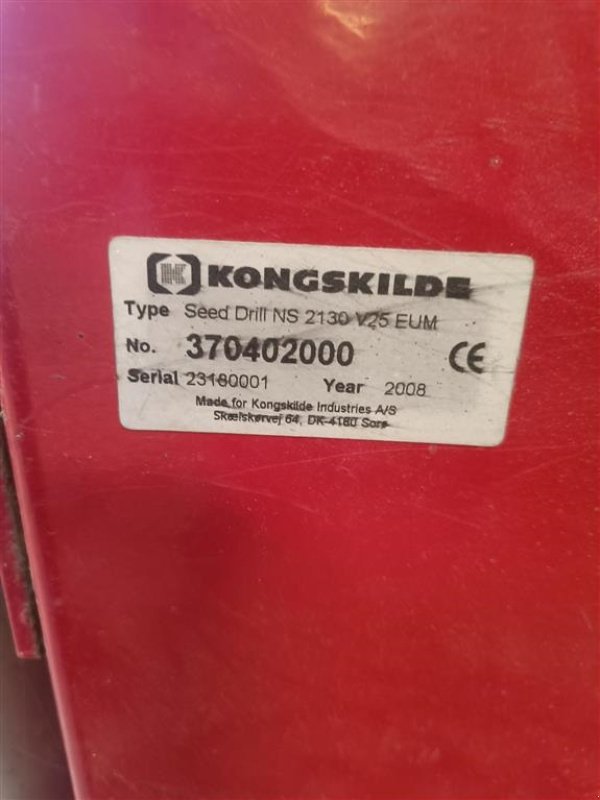 KONGSKILDE
Type Seed Drill NS 2130 V25 EUM
No. 370402000 CE
Serial 23180001 Year 2008
Made for Kongskilde Industries A/S
Skælskørvej 64, DK-4180 Sorø